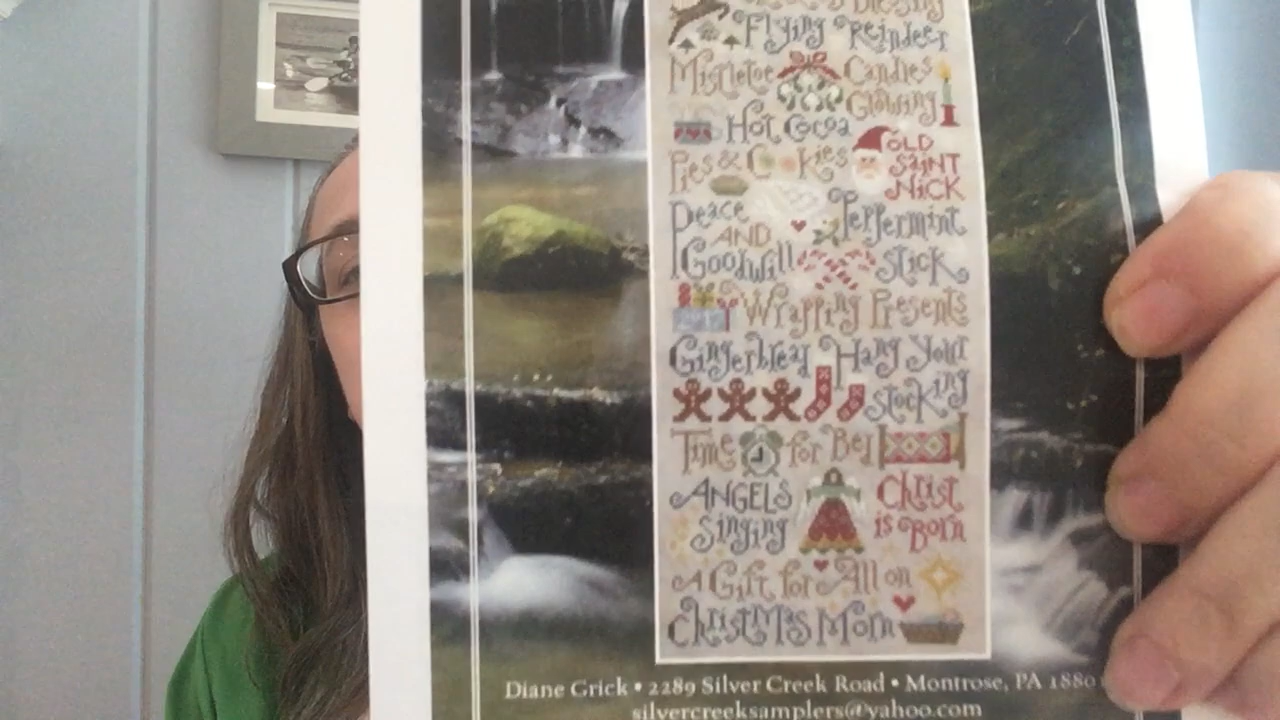 Blessing
Flying Reindeer
Mistletoe Candles
Glowing
Hot Cocoa
Pies & Cookies OLD
SAINT
NICK
Peace Peppermint
AND
Goodwill Stick
Wrapping Presents
Gingerbread Hang Your
Stocking
Time for Bed
ANGELS Christ
Singing is Born
A Gift for All on
Christmas Morn
Diane Grick • 2289 Silver Creek Road • Montrose, PA 1880
silvercreeksamplers@yahoo.com